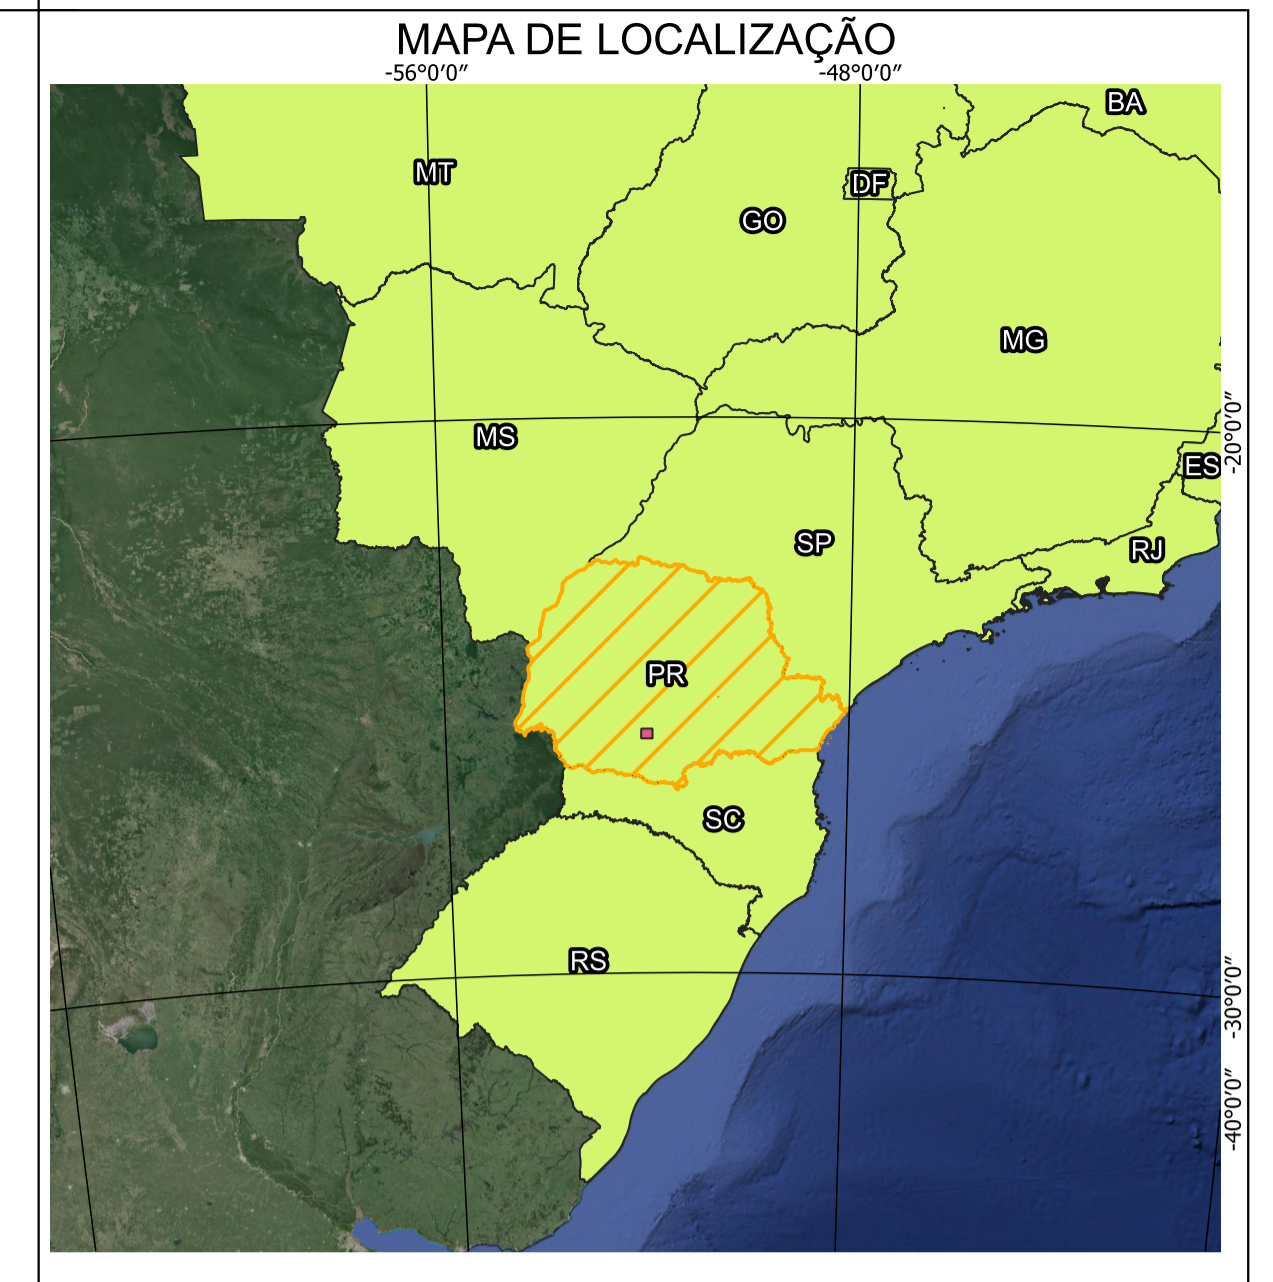 MAPA DE LOCALIZAÇÃO
-56°0′0″
-48°0′0″
BA
MT
DF
GO
MG
-20°0′0″
MS
ES
SP
RJ
PR
SC
RS
-30°0′0″
-40°0′0″